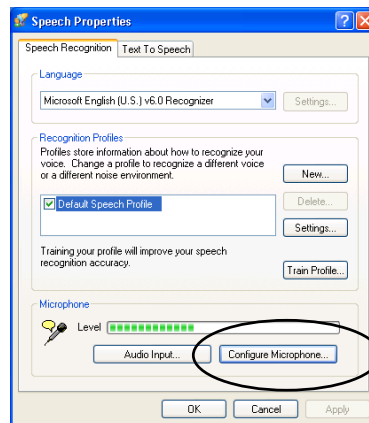 Speech Properties
Speech Recognition
Text To Speech
Language
Microsoft English (U.S.) v6.0 Recognizer
Settings...
Recognition Profiles
Profiles store information about how to recognize your
voice. Change a profile to recognize a different voice
or a different noise environment.
New...
Default Speech Profile
Delete...
Settings...
Training your profile will improve your speech
recognition accuracy.
Train Profile...
Microphone
Level
Audio Input...
Configure Microphone...
OK
Cancel
Apply